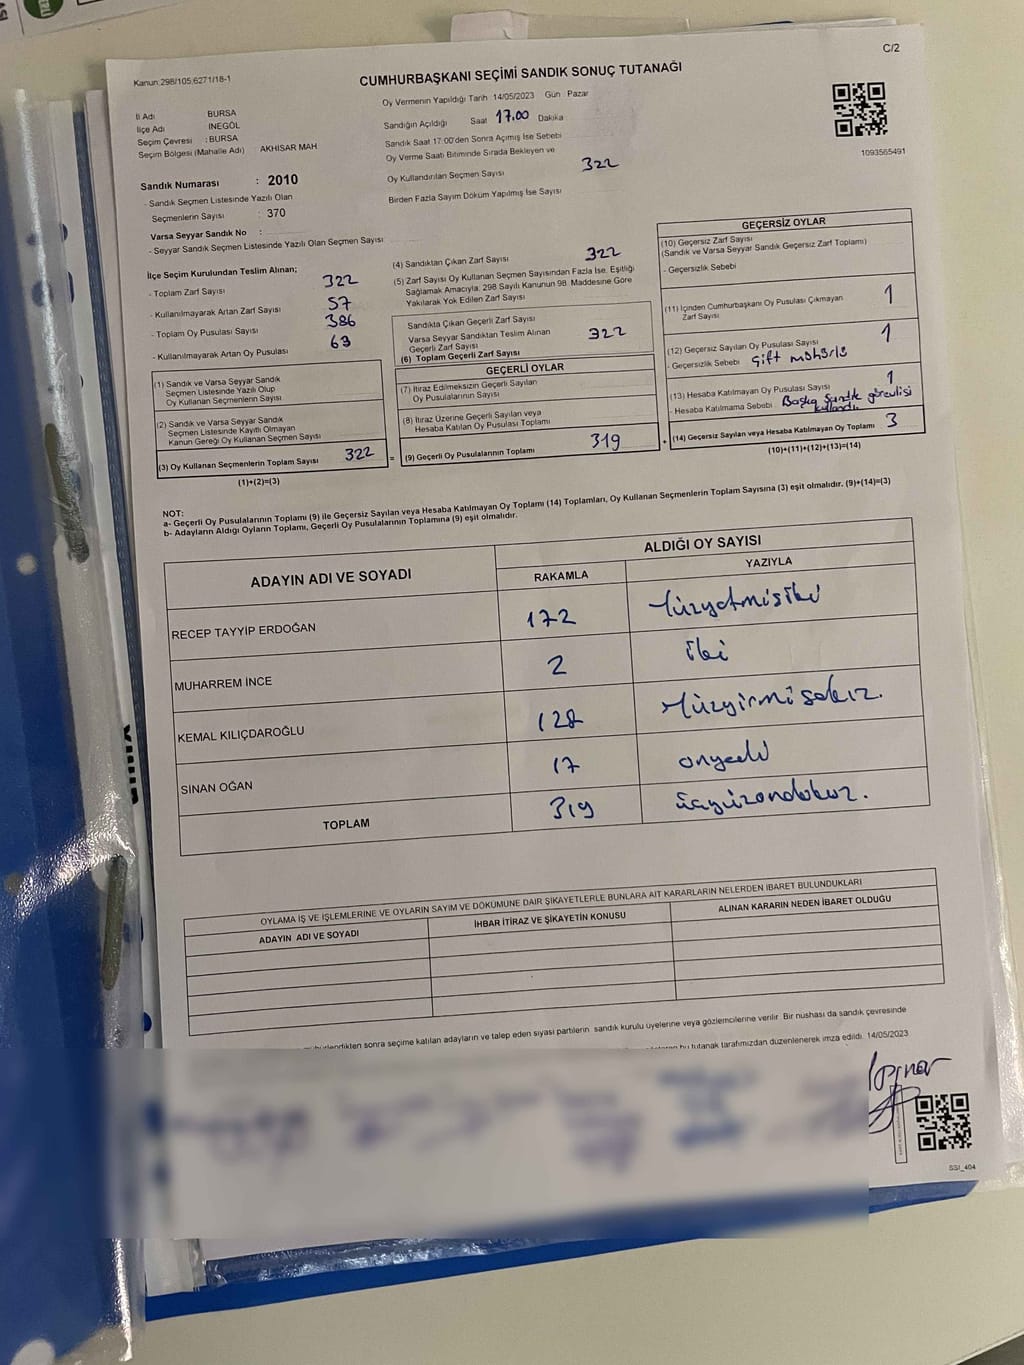 C/2
Kanun:298/105,6271/18-1
CUMHURBAŞKANI SEÇİMİ SANDIK SONUÇ TUTANAĞI
İl Adı BURSA
İlçe Adı İNEGÖL
Seçim Çevresi : BURSA
Seçim Bölgesi (Mahalle Adı) : AKHİSAR MAH
Sandık Numarası : 2010
- Sandık Seçmen Listesinde Yazılı Olan
Seçmenlerin Sayısı : 370
Varsa Seyyar Sandık No :
- Seyyar Sandık Seçmen Listesinde Yazılı Olan Seçmen Sayısı
Oy Vermenin Yapıldığı Tarih 14/05/2023 Gün : Pazar
Sandığın Açıldığı Saat 17.00 Dakika
Sandık Saat 17:00'den Sonra Açımış İse Sebebi
Oy Verme Saati Bitiminde Sırada Bekleyen ve
Oy Kullandırılan Seçmen Sayısı 322
Birden Fazla Sayım Döküm Yapılmış İse Sayısı
1093565491
İlçe Seçim Kurulundan Teslim Alınan;
- Toplam Zarf Sayısı 322
- Kullanılmayarak Artan Zarf Sayısı 57
- Toplam Oy Pusulası Sayısı 386
- Kullanılmayarak Artan Oy Pusulası 63
(1) Sandık ve Varsa Seyyar Sandık
Seçmen Listesinde Yazılı Olup
Oy Kullanan Seçmenlerin Sayısı
(2) Sandık ve Varsa Seyyar Sandık
Seçmen Listesinde Kayıtlı Olmayan
Kanun Gereği Oy Kullanan Seçmen Sayısı
(3) Oy Kullanan Seçmenlerin Toplam Sayısı 322
(1)+(2)=(3)
(4) Sandıktan Çıkan Zarf Sayısı 322
(5) Zarf Sayısı Oy Kullanan Seçmen Sayısından Fazla İse, Eşitliği
Sağlamak Amacıyla; 298 Sayılı Kanunun 98. Maddesine Göre
Yakılarak Yok Edilen Zarf Sayısı
Sandıkta Çıkan Geçerli Zarf Sayısı
Varsa Seyyar Sandıktan Teslim Alınan
Geçerli Zarf Sayısı 322
(6) Toplam Geçerli Zarf Sayısı
GEÇERLİ OYLAR
(7) İtiraz Edilmeksizin Geçerli Sayılan
Oy Pusulalarının Sayısı
(8) İtiraz Üzerine Geçerli Sayılan veya
Hesaba Katılan Oy Pusulası Toplamı
= (9) Geçerli Oy Pusulalarının Toplamı 319
GEÇERSİZ OYLAR
(10) Geçersiz Zarf Sayısı
(Sandık ve Varsa Seyyar Sandık Geçersiz Zarf Toplamı)
- Geçersizlik Sebebi
(11) İçinden Cumhurbaşkanı Oy Pusulası Çıkmayan
Zarf Sayısı 1
(12) Geçersiz Sayılan Oy Pusulası Sayısı 1
- Geçersizlik Sebebi Çift mühürle
(13) Hesaba Katılmayan Oy Pusulası Sayısı 1
- Hesaba Katılmama Sebebi Başka sandık görevlisi
kullandı
+ (14) Geçersiz Sayılan veya Hesaba Katılmayan Oy Toplamı 3
(10)+(11)+(12)+(13)=(14)
NOT:
a- Geçerli Oy Pusulalarının Toplamı (9) ile Geçersiz Sayılan veya Hesaba Katılmayan Oy Toplamı (14) Toplamları, Oy Kullanan Seçmenlerin Toplam Sayısına (3) eşit olmalıdır. (9)+(14)=(3)
b- Adayların Aldığı Oyların Toplamı, Geçerli Oy Pusulalarının Toplamına (9) eşit olmalıdır.
ADAYIN ADI VE SOYADI
ALDIĞI OY SAYISI
RAKAMLA YAZIYLA
RECEP TAYYİP ERDOĞAN 172 Yüzyetmişiki
MUHARREM İNCE 2 iki
KEMAL KILIÇDAROĞLU 128 Yüzyirmisekiz.
SİNAN OĞAN 17 onyedi
TOPLAM 319 üçyüzondokuz.
OYLAMA İŞ VE İŞLEMLERİNE VE OYLARIN SAYIM VE DÖKÜMÜNE DAİR ŞİKAYETLERLE BUNLARA AİT KARARLARIN NELERDEN İBARET BULUNDUKLARI
ADAYIN ADI VE SOYADI
İHBAR İTİRAZ VE ŞİKAYETİN KONUSU
ALINAN KARARIN NEDEN İBARET OLDUĞU
sonra seçime katılan adayların ve talep eden siyasi partilerin sandık kurulu üyelerine veya gözlemcilerine verilir. Bir nüshası da sandık çevresinde
bu tutanak tarafımızdan düzenlenerek imza edildi. 14/05/2023
SSİ_404